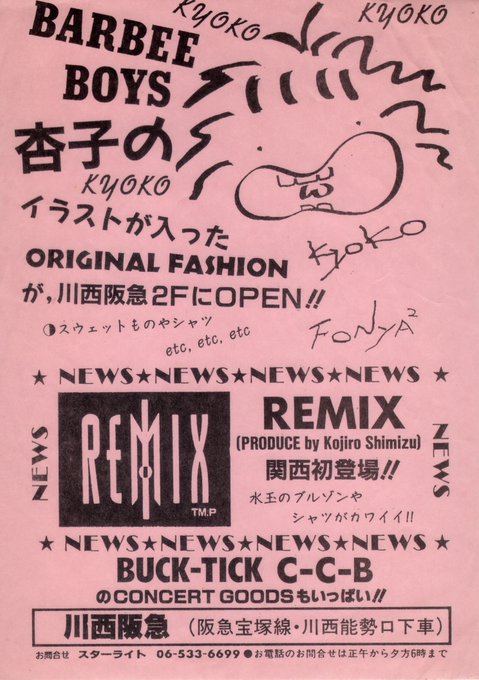 KYOKO
KYOKO
BARBEE
BOYS
杏子の
KYOKO
イラストが入った
ORIGINAL FASHION
が,川西阪急2FにOPEN!!
KyoKO
◑スウェットものやシャツ
etc, etc, etc
FONYA²
★ NEWS★NEWS★NEWS★NEWS ★
NEWS
REMIX
T.M.P
REMIX
(PRODUCE by Kojiro Shimizu)
関西初登場!!
水玉のブルゾンや
シャツがカワイイ!!
NEWS
★ NEWS★NEWS★NEWS★NEWS ★
BUCK-TICK C-C-B
のCONCERT GOODSもいっぱい!!
川西阪急 (阪急宝塚線・川西能勢口下車)
お問合せ スターライト 06-533-6699 ●お電話のお問合せは正午から夕方6時まで